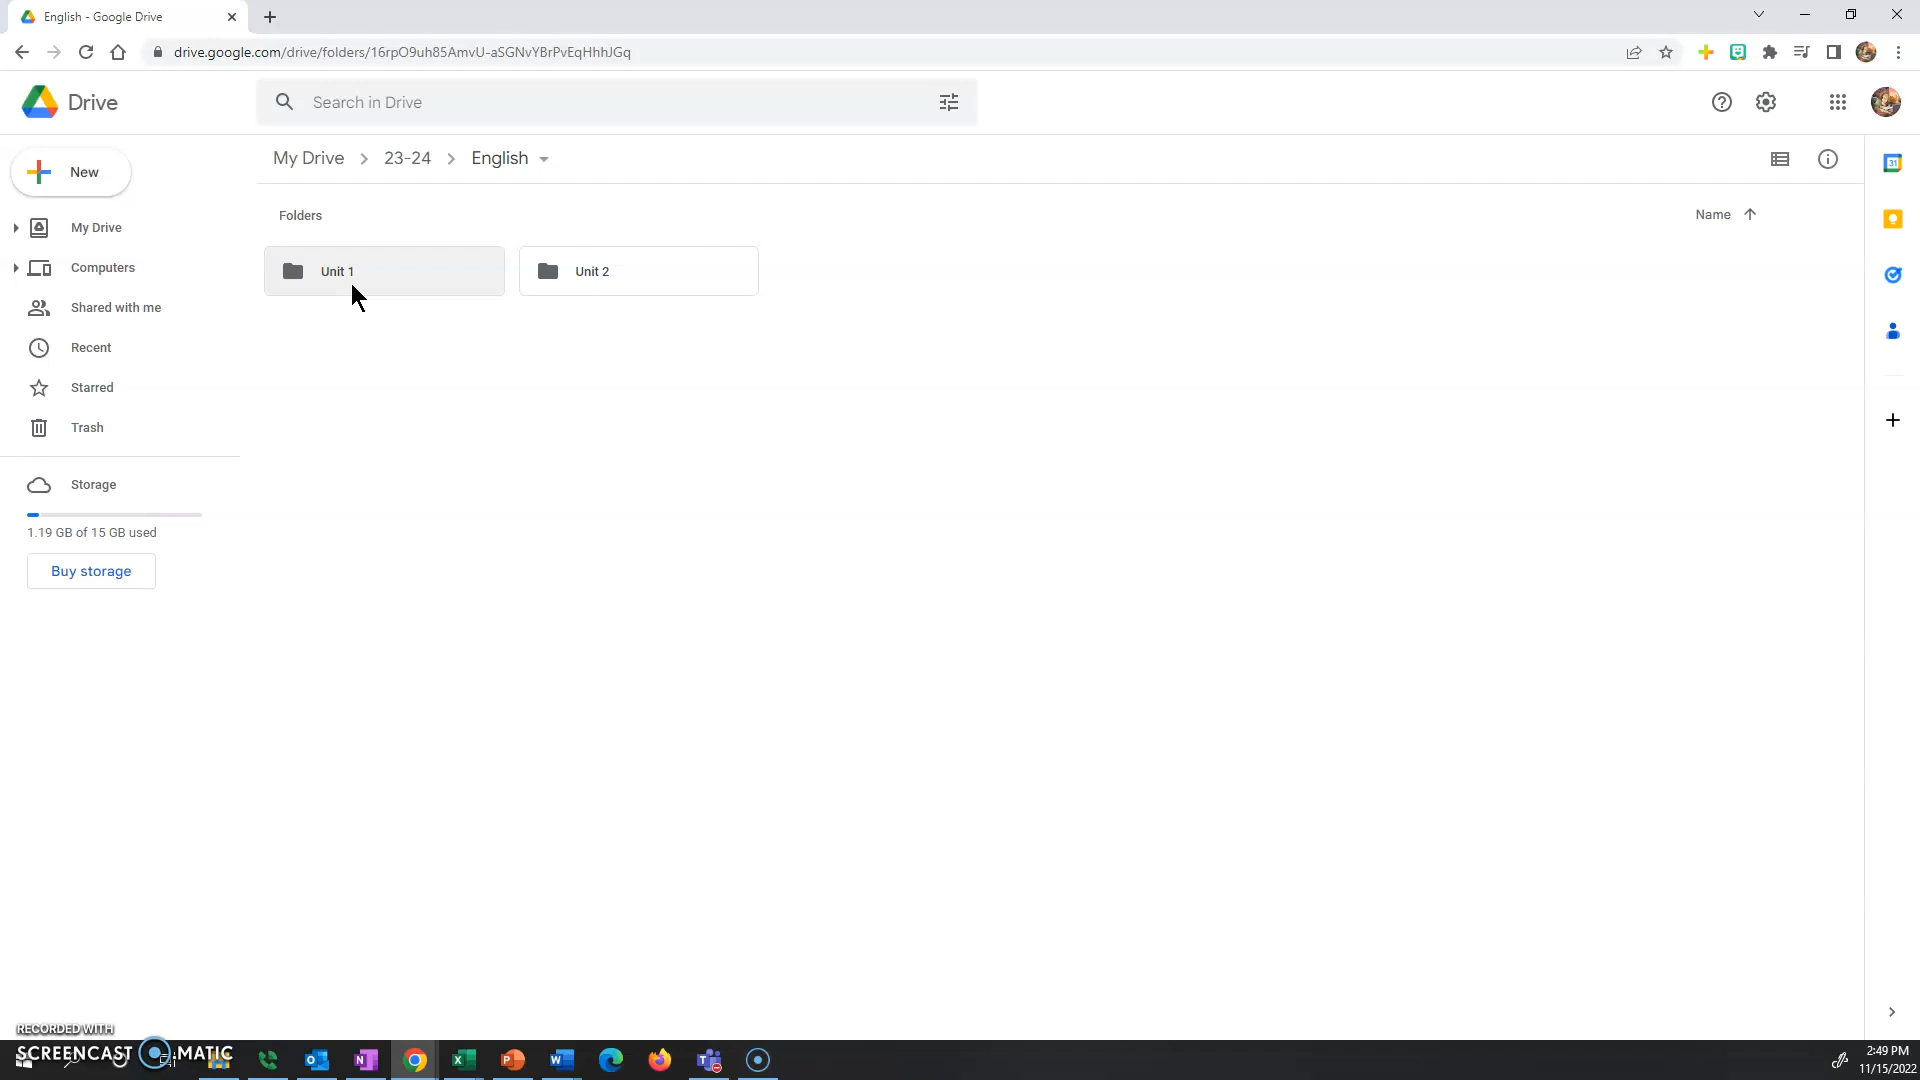 English - Google Drive
drive.google.com/drive/folders/16rpO9uh85AmvU-aSGNvYBrPvEqHhhJGq
Drive
Search in Drive
New
My Drive
Computers
Shared with me
Recent
Starred
Trash
Storage
1.19 GB of 15 GB used
Buy storage
My Drive > 23-24 > English
Folders
Name
Unit 1
Unit 2
31
RECORDED WITH
SCREENCAST MATIC
2:49 PM
11/15/2022